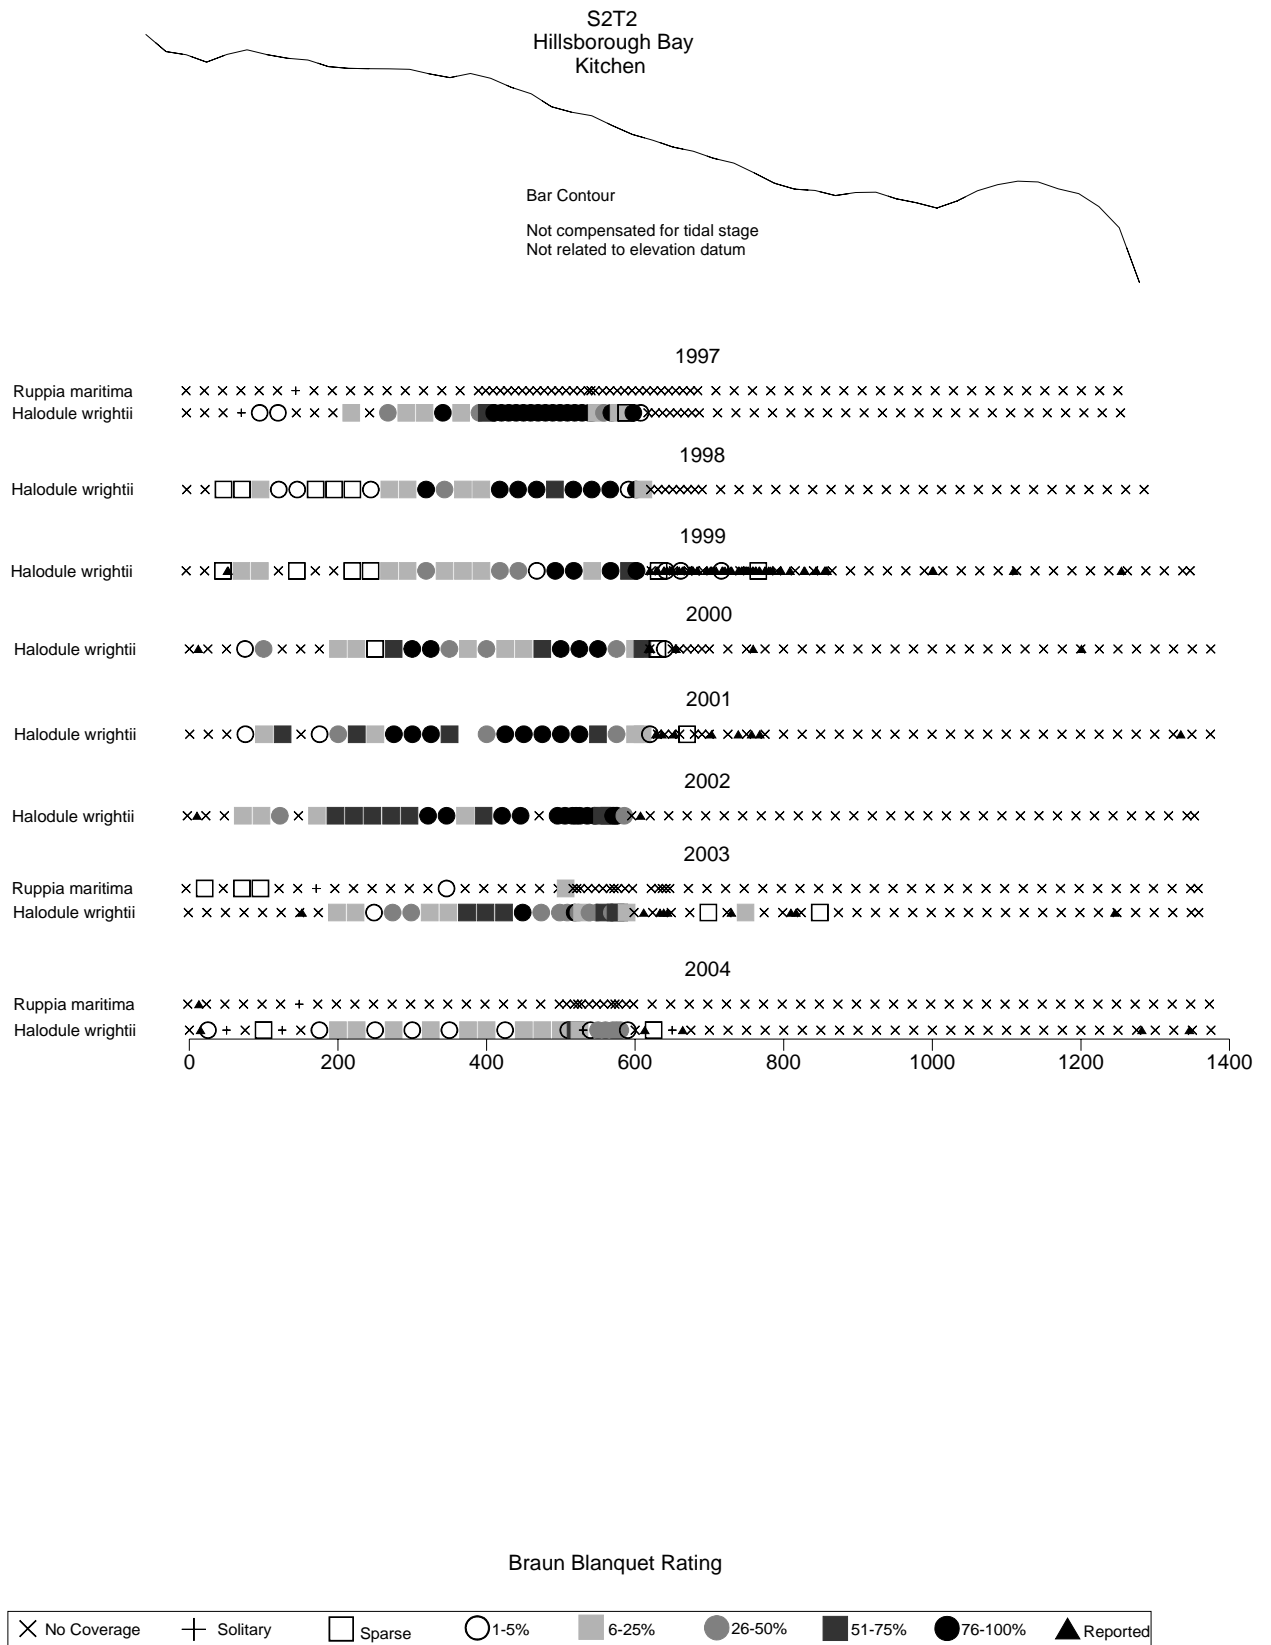 S2T2
Hillsborough Bay
Kitchen
Bar Contour
Not compensated for tidal stage
Not related to elevation datum
1997
Ruppia maritima
Halodule wrightii
1998
Halodule wrightii
1999
Halodule wrightii
2000
Halodule wrightii
2001
Halodule wrightii
2002
Halodule wrightii
2003
Ruppia maritima
Halodule wrightii
2004
Ruppia maritima
Halodule wrightii
0 200 400 600 800 1000 1200 1400
Braun Blanquet Rating
No Coverage Solitary Sparse 1-5% 6-25% 26-50% 51-75% 76-100% Reported